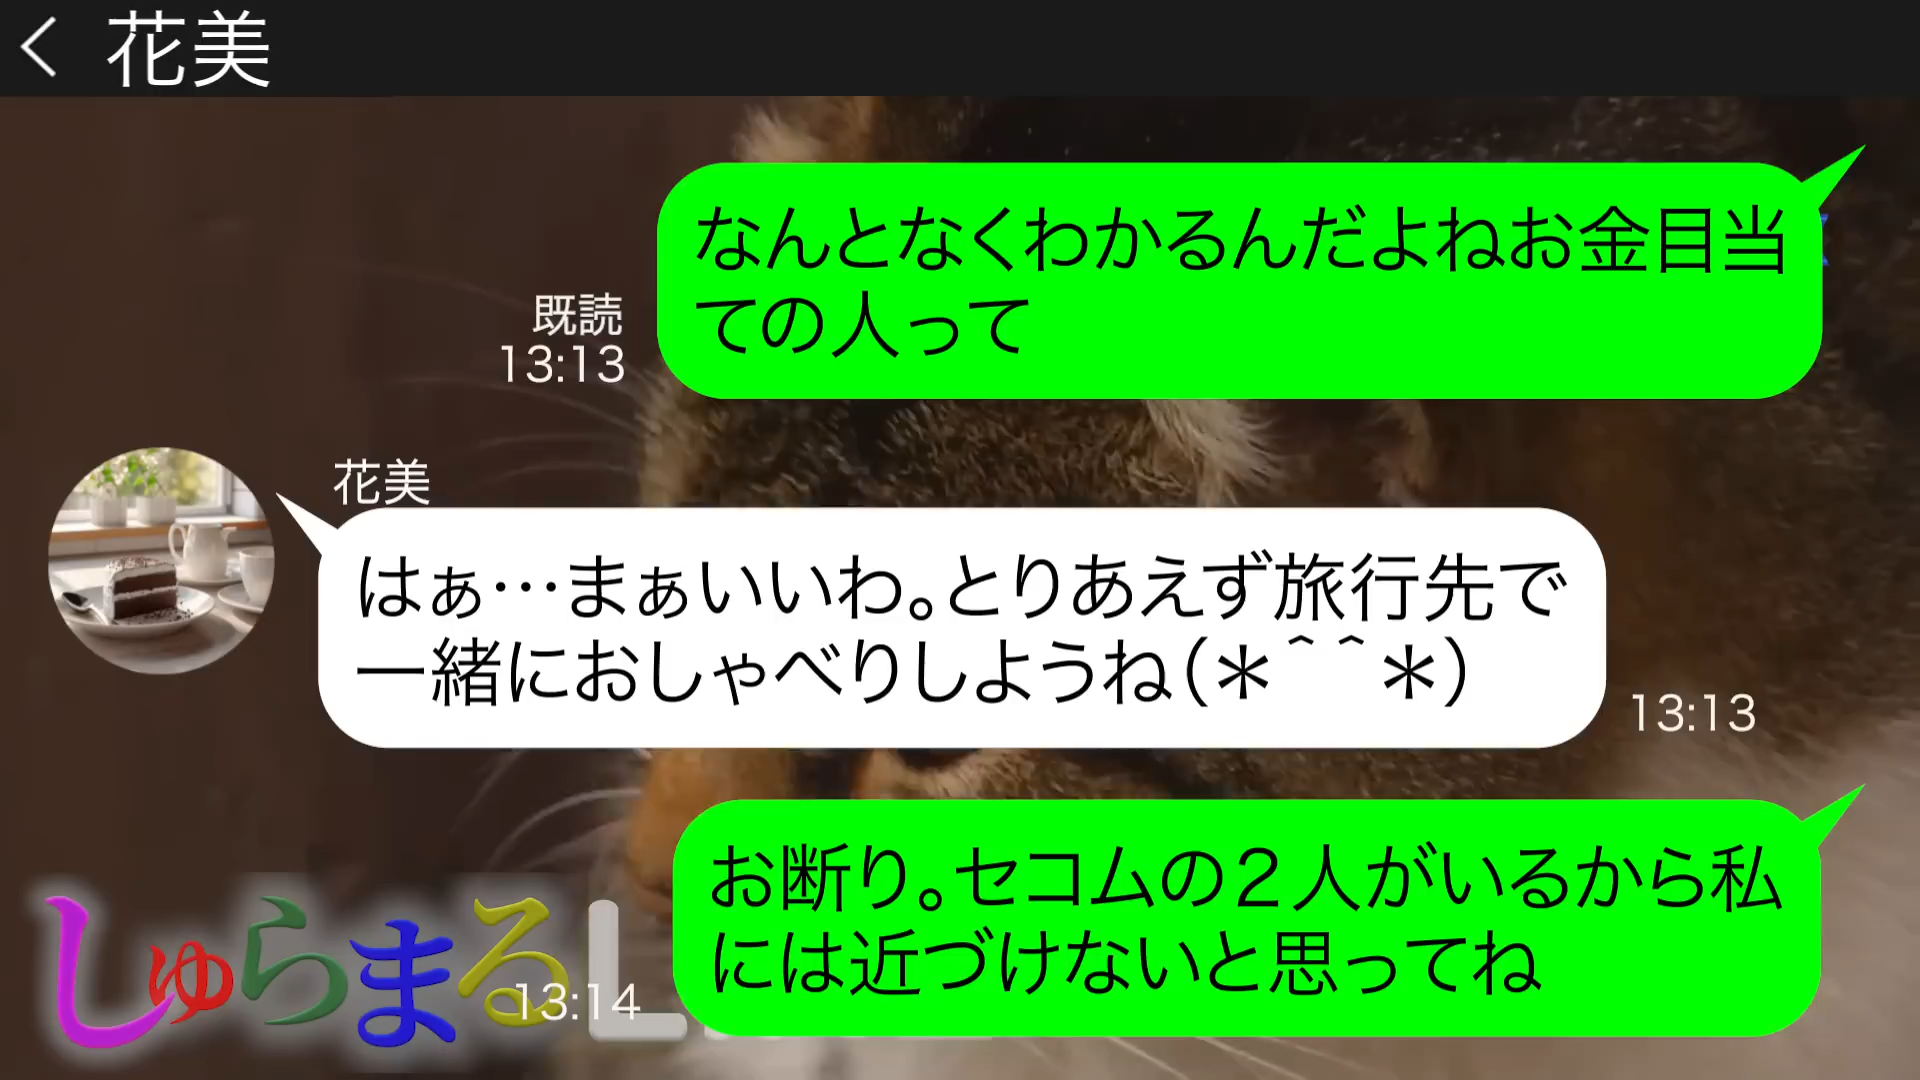 花美
なんとなくわかるんだよねお金目当
ての人って
既読
13:13
花美
はぁ…まぁいいわ。とりあえず旅行先で
一緒におしゃべりしようね(＊＾＾＊)
13:13
お断り。セコムの２人がいるから私
には近づけないと思ってね
13:14
しゅらまるL